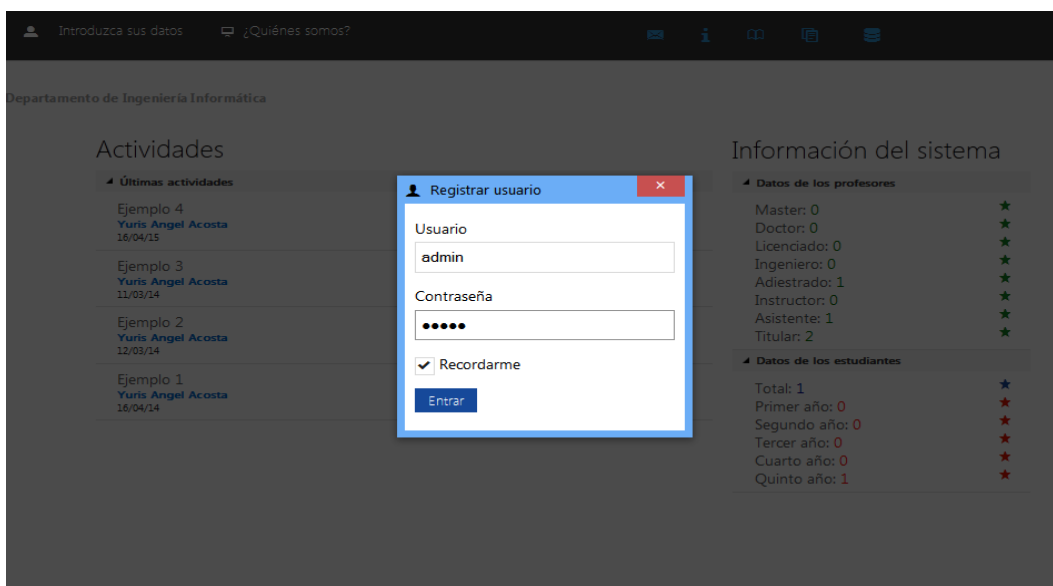 Introduzca sus datos
¿Quiénes somos?
Departamento de Ingeniería Informática
Actividades
Últimas actividades
Ejemplo 4
Yuris Angel Acosta
16/04/15
Ejemplo 3
Yuris Angel Acosta
11/03/14
Ejemplo 2
Yuris Angel Acosta
12/03/14
Ejemplo 1
Yuris Angel Acosta
16/04/14
Registrar usuario
Usuario
admin
Contraseña
●●●●●
Recordarme
Entrar
Información del sistema
Datos de los profesores
Master: 0
Doctor: 0
Licenciado: 0
Ingeniero: 0
Adiestrado: 1
Instructor: 0
Asistente: 1
Titular: 2
Datos de los estudiantes
Total: 1
Primer año: 0
Segundo año: 0
Tercer año: 0
Cuarto año: 0
Quinto año: 1